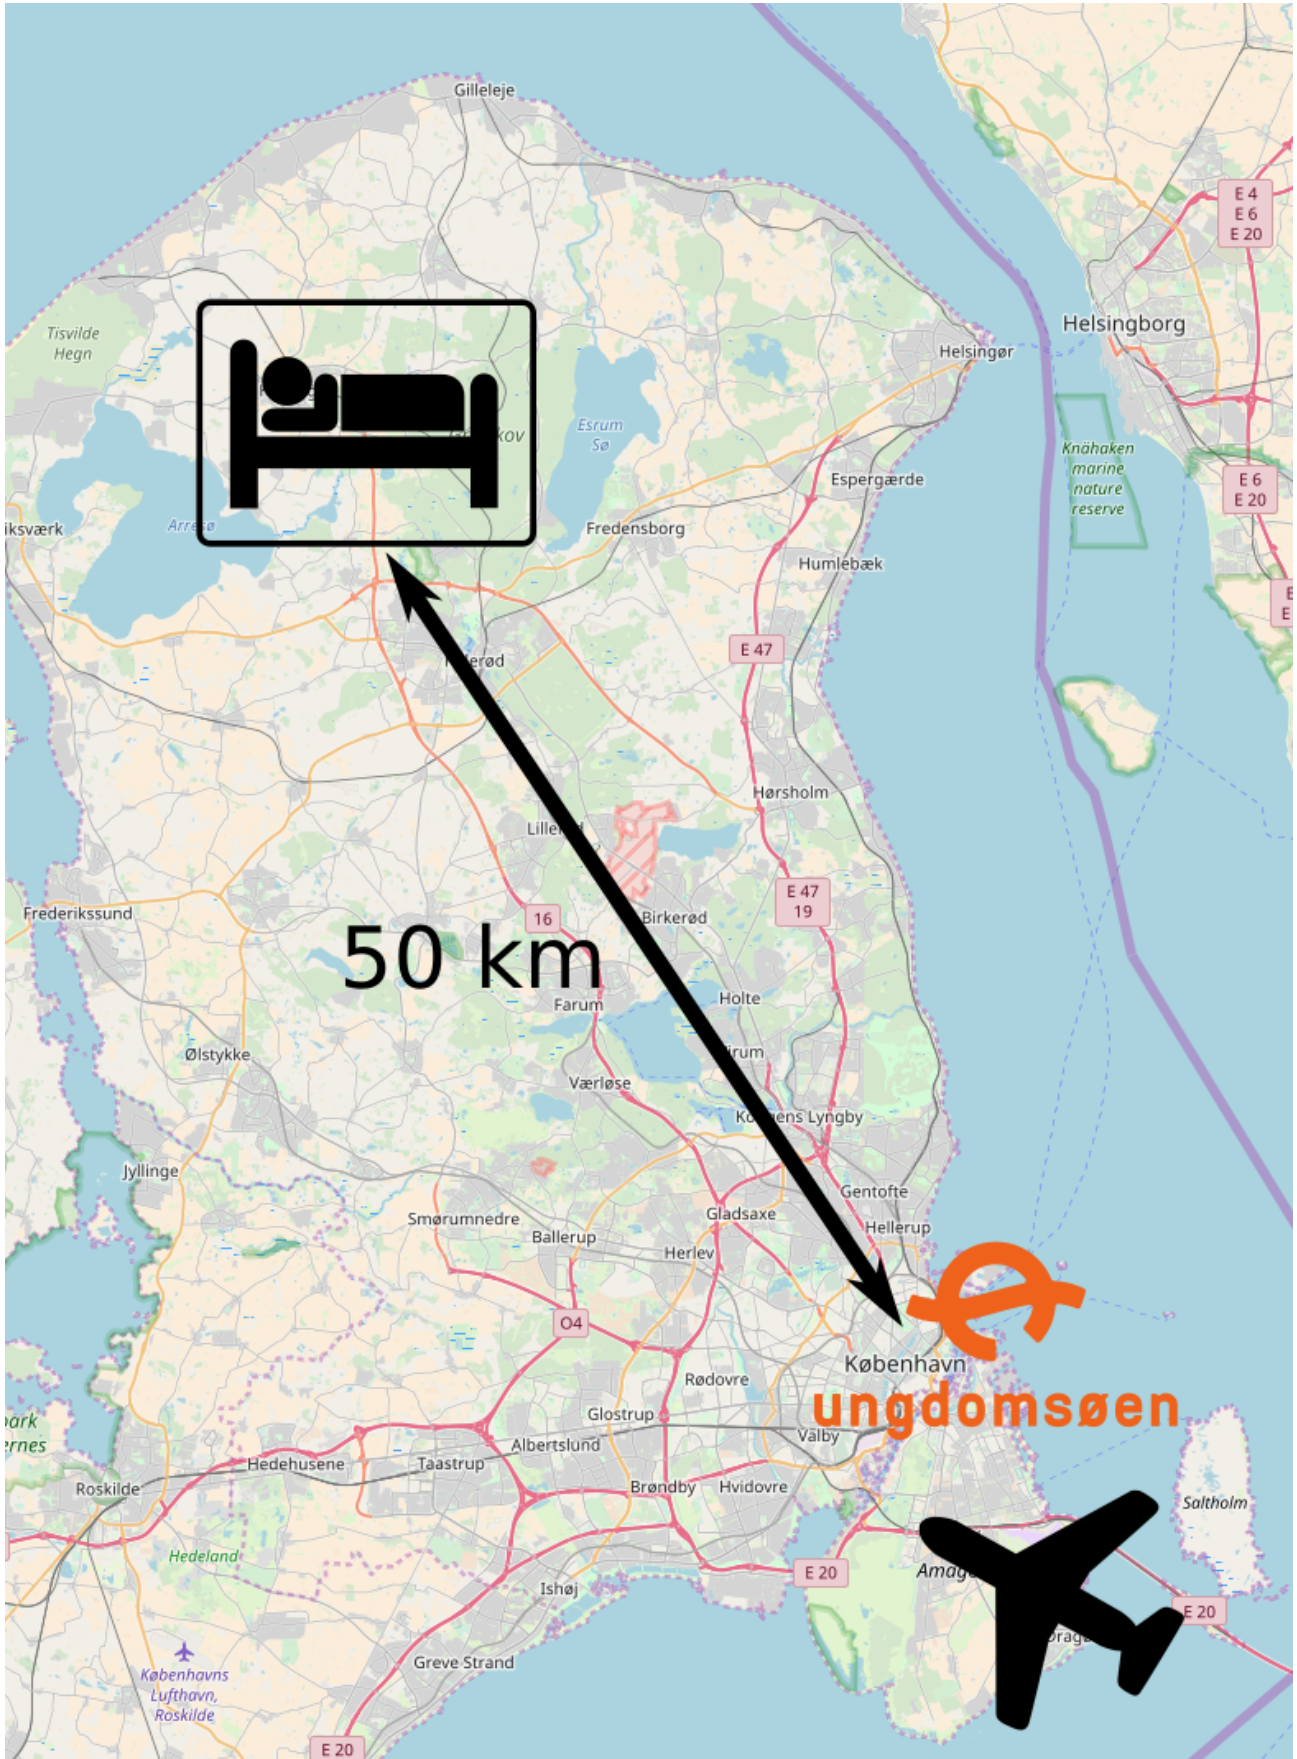 Gilleleje
E 4
E 6
E 20
Helsingborg
Tisvilde
Hegn
Helsingør
Esrum
Sø
Knähaken
marine
nature
reserve
Espergærde
E 6
E 20
Arresø
Fredensborg
Humlebæk
E 47
Hørsholm
E 47
19
Frederikssund
16
Birkerød
50 km
Holte
Farum
Ølstykke
Værløse
Kongens Lyngby
Jyllinge
Gentofte
Smørumnedre
Gladsaxe
Hellerup
Ballerup
Herlev
O4
København
Rødovre
ungdomsøen
Glostrup
Valby
Albertslund
Hedehusene
Taastrup
Roskilde
Brøndby
Hvidovre
Saltholm
Hedeland
E 20
Ishøj
E 20
Greve Strand
Københavns
Lufthavn,
Roskilde
E 20